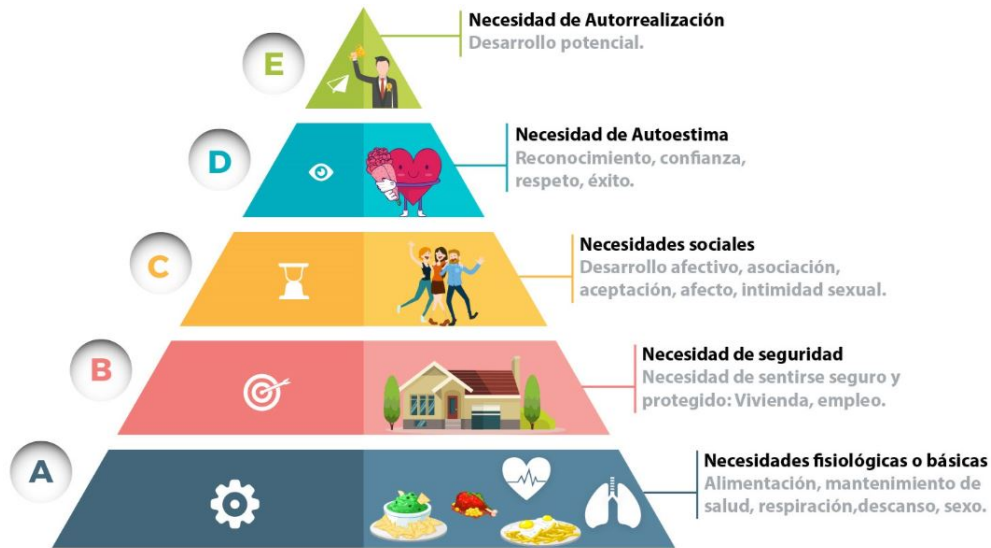 E
Necesidad de Autorrealización
Desarrollo potencial.
D
Necesidad de Autoestima
Reconocimiento, confianza,
respeto, éxito.
C
Necesidades sociales
Desarrollo afectivo, asociación,
aceptación, afecto, intimidad sexual.
B
Necesidad de seguridad
Necesidad de sentirse seguro y
protegido: Vivienda, empleo.
A
Necesidades fisiológicas o básicas
Alimentación, mantenimiento de
salud, respiración,descanso, sexo.